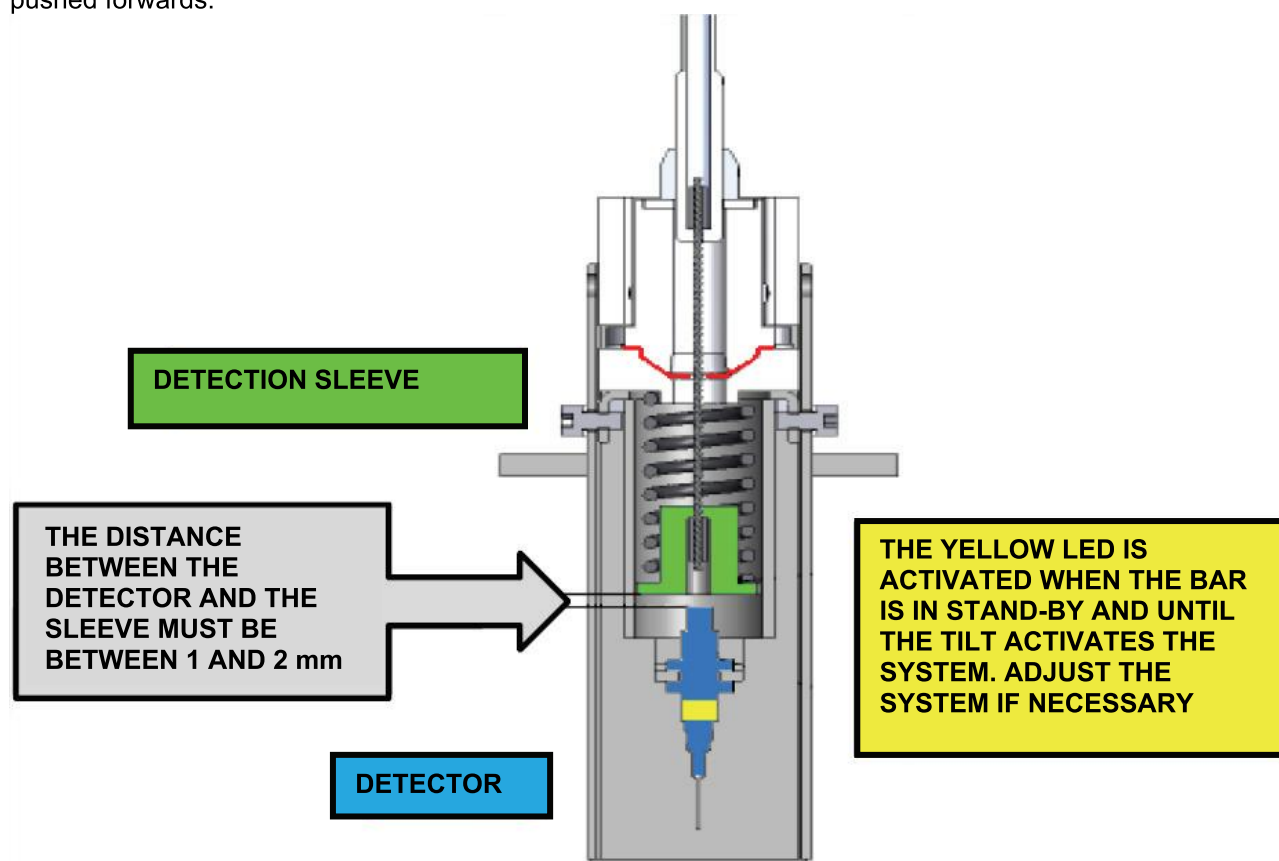 pushed forwards.
DETECTION SLEEVE
THE DISTANCE
BETWEEN THE
DETECTOR AND THE
SLEEVE MUST BE
BETWEEN 1 AND 2 mm
THE YELLOW LED IS
ACTIVATED WHEN THE BAR
IS IN STAND-BY AND UNTIL
THE TILT ACTIVATES THE
SYSTEM. ADJUST THE
SYSTEM IF NECESSARY
DETECTOR